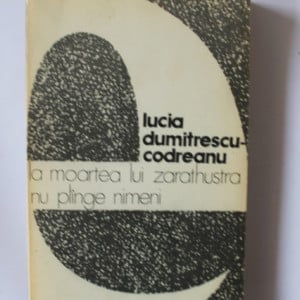 lucia
dumitrescu-
codreanu
la moartea lui zarathustra
nu plînge nimeni